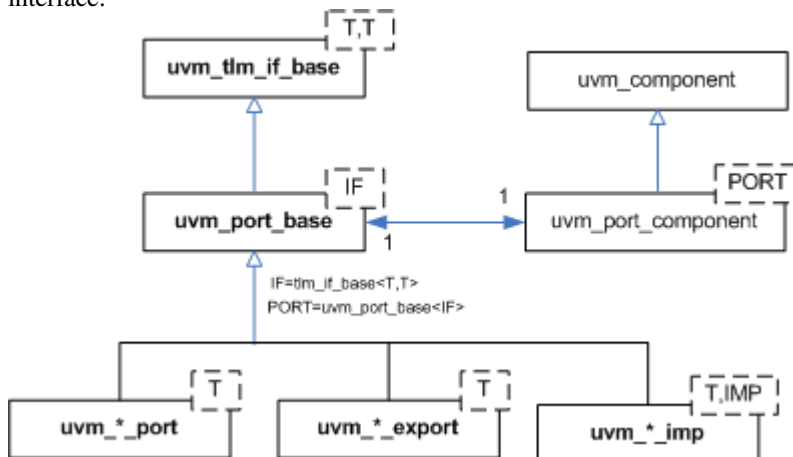 interface.
T,T
uvm_tlm_if_base
uvm_component
IF
PORT
uvm_port_base
1
1
uvm_port_component
IF=tlm_if_base<T,T>
PORT=uvm_port_base<IF>
T
T
T,IMP
uvm_*_port
uvm_*_export
uvm_*_imp